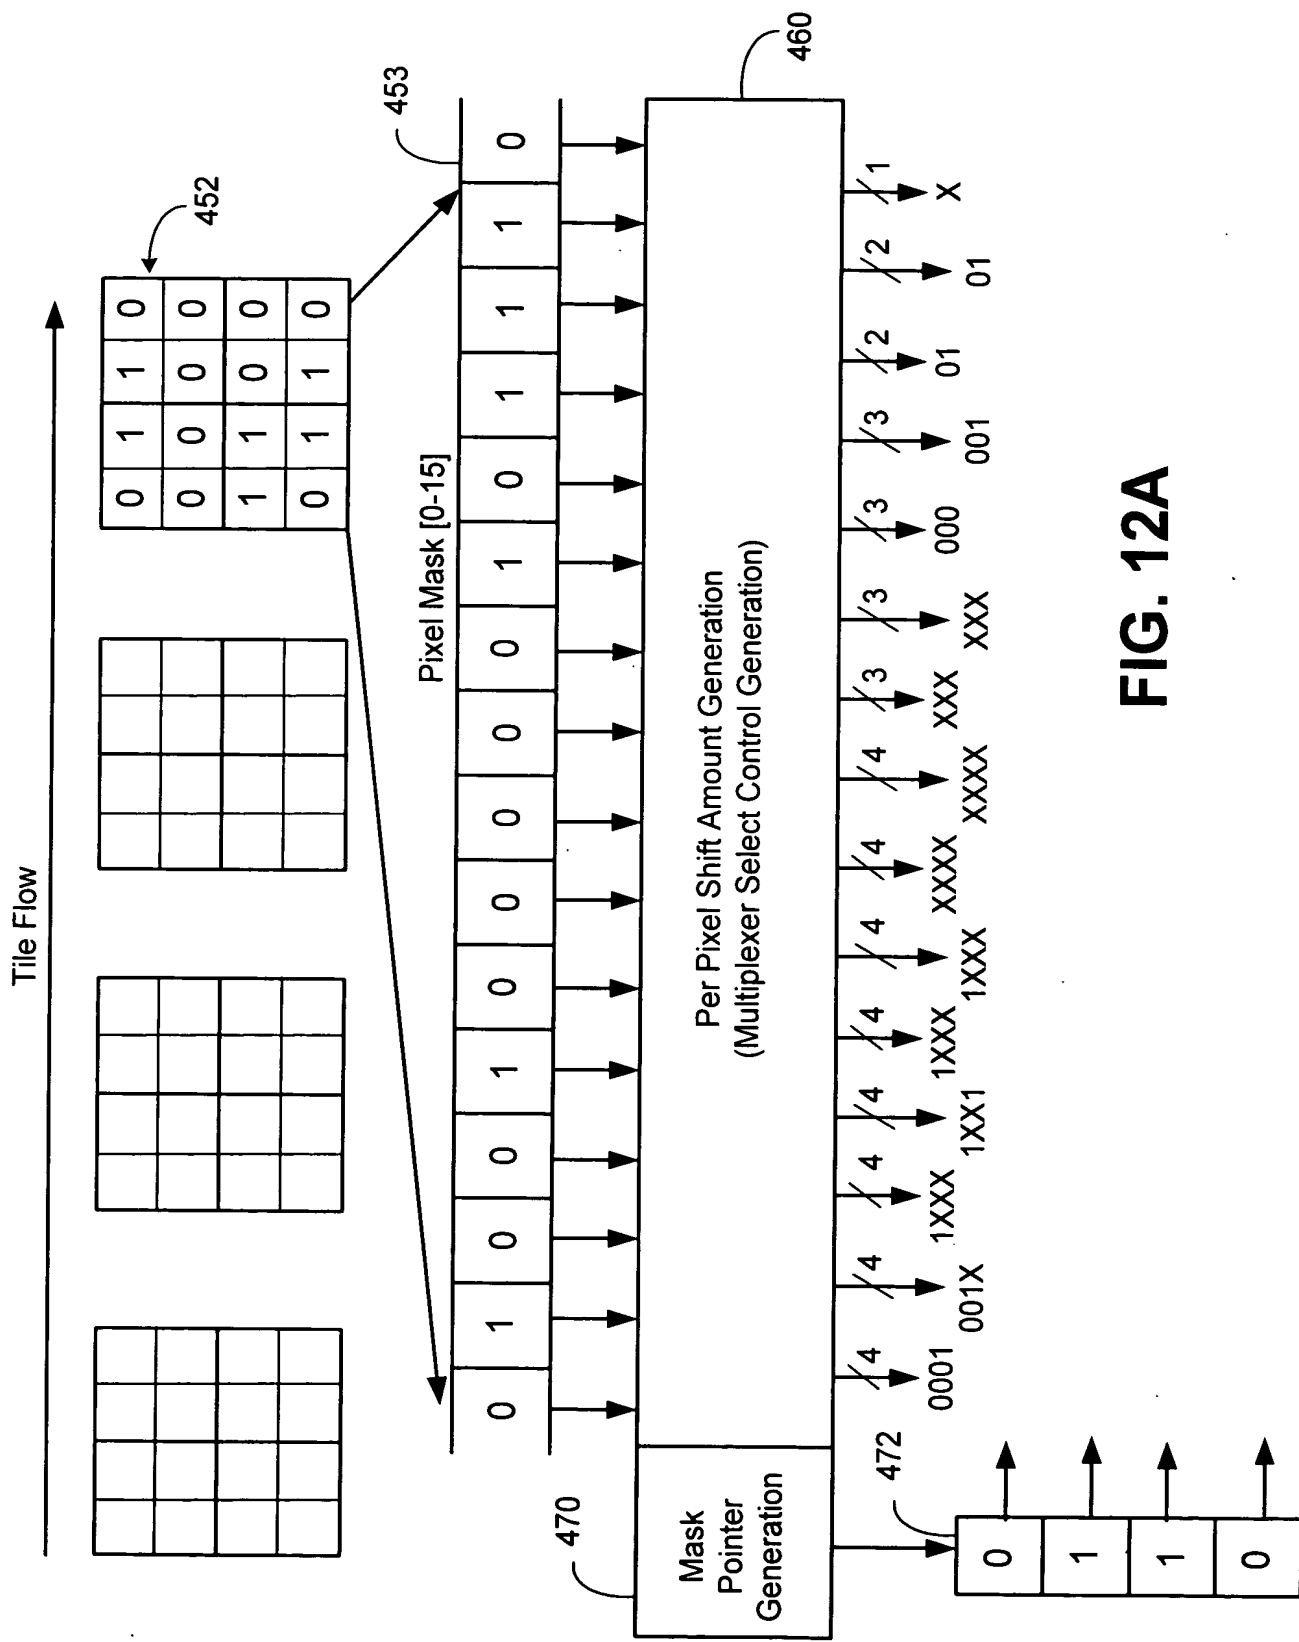 Tile Flow
452
0 1 1 0
0 0 0 0
1 1 0 0
0 1 1 0
453
Pixel Mask [0-15]
0 1 0 0 1 0 0 0 0 0 1 0 1 1 1 0
470
460
Mask
Pointer
Generation
Per Pixel Shift Amount Generation
(Multiplexer Select Control Generation)
4 4 4 4 4 4 4 4 3 3 3 3 2 2 1
0001 001X 1XXX 1XX1 1XXX 1XXX XXXX XXXX XXX XXX 000 001 01 01 X
472
0
1
1
0
FIG. 12A